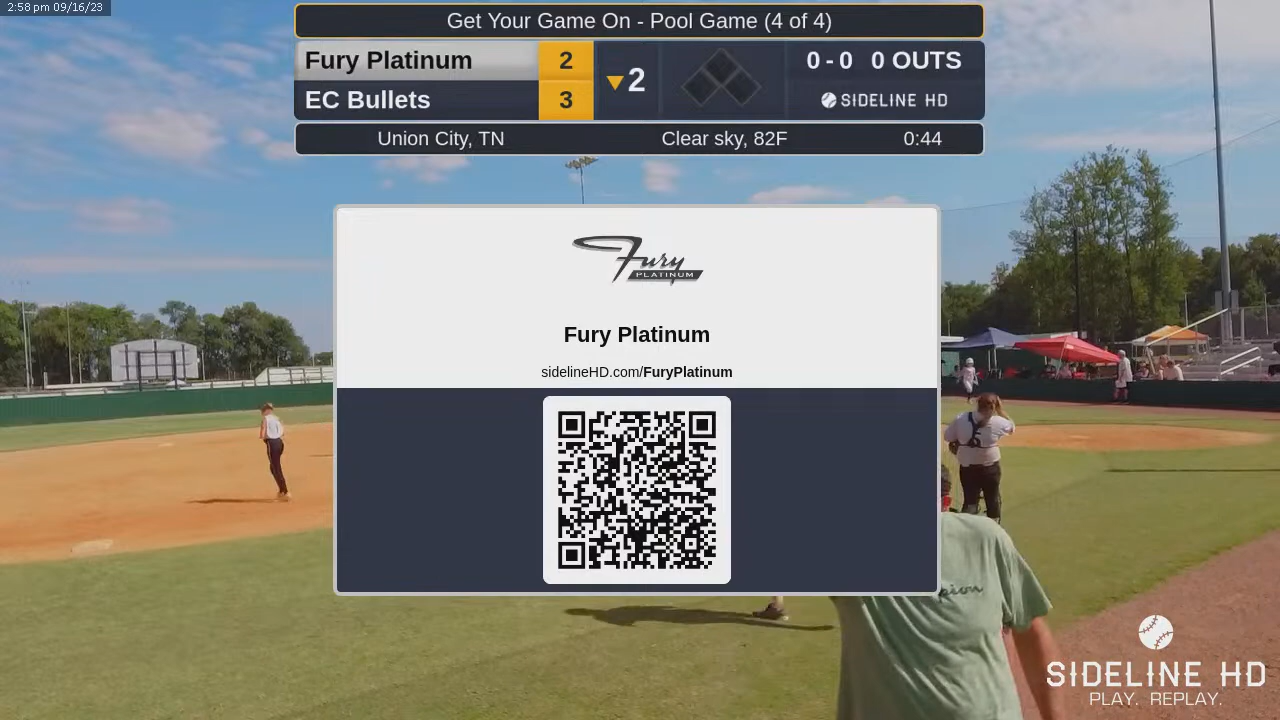 2:58 pm 09/16/23
Get Your Game On - Pool Game (4 of 4)
Fury Platinum 2
EC Bullets 3
▼2
0 - 0 0 OUTS
SIDELINE HD
Union City, TN Clear sky, 82F 0:44
Fury
PLATINUM
Fury Platinum
sidelineHD.com/FuryPlatinum
SIDELINE HD
PLAY. REPLAY.